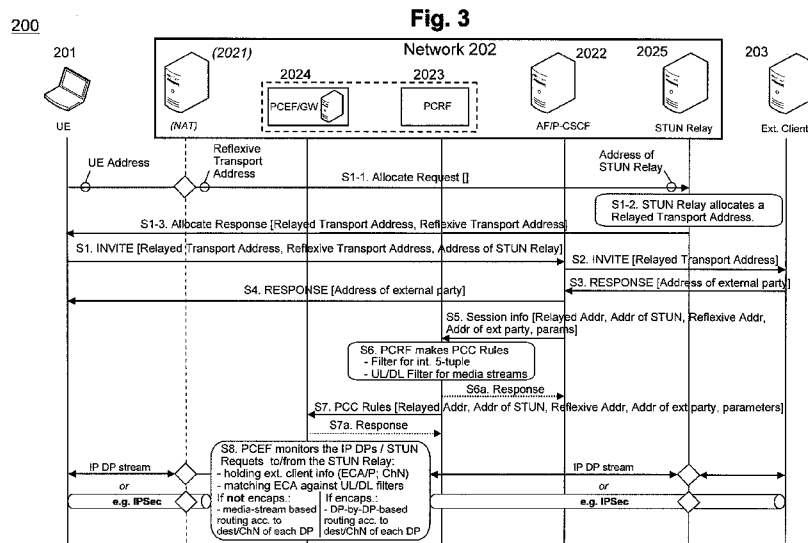 Fig. 3
200
Network 202
201
(2021)
2024
2023
2022
2025
203
PCEF/GW
PCRF
UE
(NAT)
AF/P-CSCF
STUN Relay
Ext. Client
UE Address
Reflexive
Transport
Address
Address of
STUN Relay
S1-1. Allocate Request []
S1-2. STUN Relay allocates a
Relayed Transport Address.
S1-3. Allocate Response [Relayed Transport Address, Reflexive Transport Address]
S1. INVITE [Relayed Transport Address, Reflexive Transport Address, Address of STUN Relay]
S2. INVITE [Relayed Transport Address]
S3. RESPONSE [Address of external party]
S4. RESPONSE [Address of external party]
S5. Session info [Relayed Addr, Addr of STUN, Reflexive Addr,
Addr of ext party, params]
S6. PCRF makes PCC Rules
- Filter for int. 5-tuple
- UL/DL Filter for media streams
S6a. Response
S7. PCC Rules [Relayed Addr, Addr of STUN, Reflexive Addr, Addr of ext party, parameters]
S7a. Response
S8. PCEF monitors the IP DPs / STUN
Requets to/from the STUN Relay:
- holding ext. client info (ECA/P; ChN)
- matching ECA against UL/DL filters
If not encaps.:
- media-stream based
routing acc. to
dest/ChN of each DP
If encaps.:
- DP-by-DP-based
routing acc. to
dest/ChN of each DP
IP DP stream
or
e.g. IPSec
IP DP stream
or
e.g. IPSec